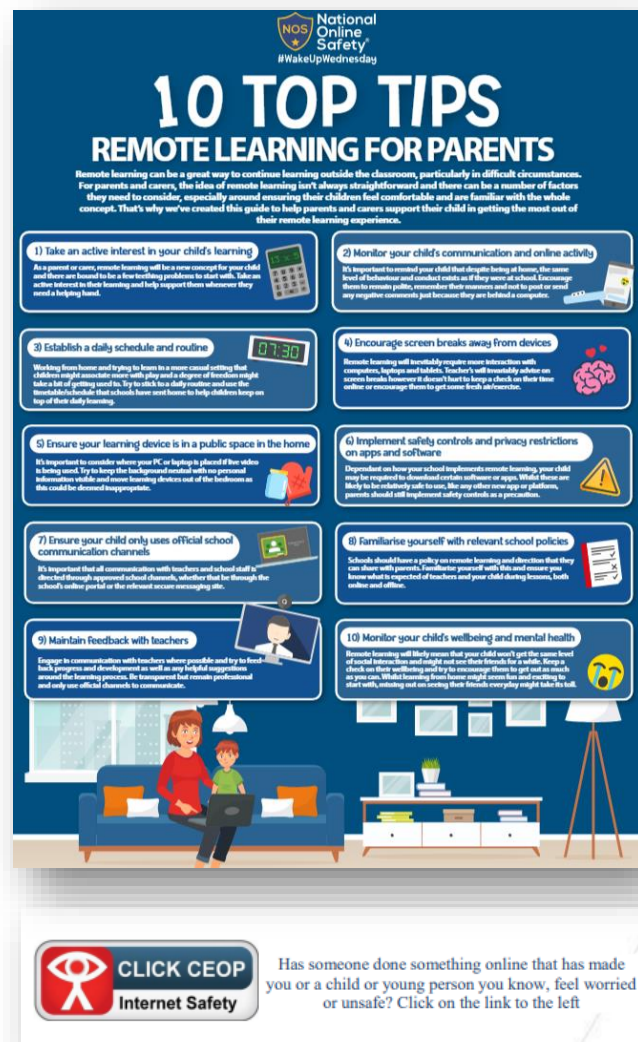 NOS
National
Online
Safety®
#WakeUpWednesday
10 TOP TIPS
REMOTE LEARNING FOR PARENTS
Remote learning can be a great way to continue learning outside the classroom, particularly in difficult circumstances.
For parents and carers, the idea of remote learning isn't always straightforward and there can be a number of factors
they need to consider, especially around ensuring their children feel comfortable and are familiar with the whole
concept. That's why we've created this guide to help parents and carers support their child in getting the most out of
their remote learning experience.
1) Take an active interest in your child's learning
As a parent or carer, remote learning will be a new concept for your child
and there are bound to be a few teething problems to start with. Take an
active interest in their learning and help support them whenever they
need a helping hand.
2) Monitor your child's communication and online activity
It's important to remind your child that despite being at home, the same
level of behaviour and conduct exists as if they were at school. Encourage
them to remain polite, remember their manners and not to post or send
any negative comments just because they are behind a computer.
3) Establish a daily schedule and routine
Working from home and trying to learn in a more casual setting that
children might associate more with play and a degree of freedom might
take a bit of getting used to. Try to stick to a daily routine and use the
timetable/schedule that schools have sent home to help children keep on
top of their daily learning.
07:30
4) Encourage screen breaks away from devices
Remote learning will inevitably require more interaction with
computers, laptops and tablets. Teacher's will invariably advise on
screen breaks however it doesn't hurt to keep a check on their time
online or encourage them to get some fresh air/exercise.
5) Ensure your learning device is in a public space in the home
It's important to consider where your PC or laptop is placed if live video
is being used. Try to keep the background neutral with no personal
information visible and move learning devices out of the bedroom as
this could be deemed inappropriate.
6) Implement safety controls and privacy restrictions
on apps and software
Dependant on how your school implements remote learning, your child
may be required to download certain software or apps. Whilst these are
likely to be relatively safe to use, like any other new app or platform,
parents should still implement safety controls as a precaution.
7) Ensure your child only uses official school
communication channels
It's important that all communication with teachers and school staff is
directed through approved school channels, whether that be through the
school's online portal or the relevant secure messaging site.
8) Familiarise yourself with relevant school policies
Schools should have a policy on remote learning and direction that they
can share with parents. Familiarise yourself with this and ensure you
know what is expected of teachers and your child during lessons, both
online and offline.
9) Maintain feedback with teachers
Engage in communication with teachers where possible and try to feed-
back progress and development as well as any helpful suggestions
around the learning process. Be transparent but remain professional
and only use official channels to communicate.
10) Monitor your child's wellbeing and mental health
Remote learning will likely mean that your child won't get the same level
of social interaction and might not see their friends for a while. Keep a
check on their wellbeing and try to encourage them to get out as much
as you can. Whilst learning from home might seem fun and exciting to
start with, missing out on seeing their friends everyday might take its toll.
CLICK CEOP
Internet Safety
Has someone done something online that has made
you or a child or young person you know, feel worried
or unsafe? Click on the link to the left